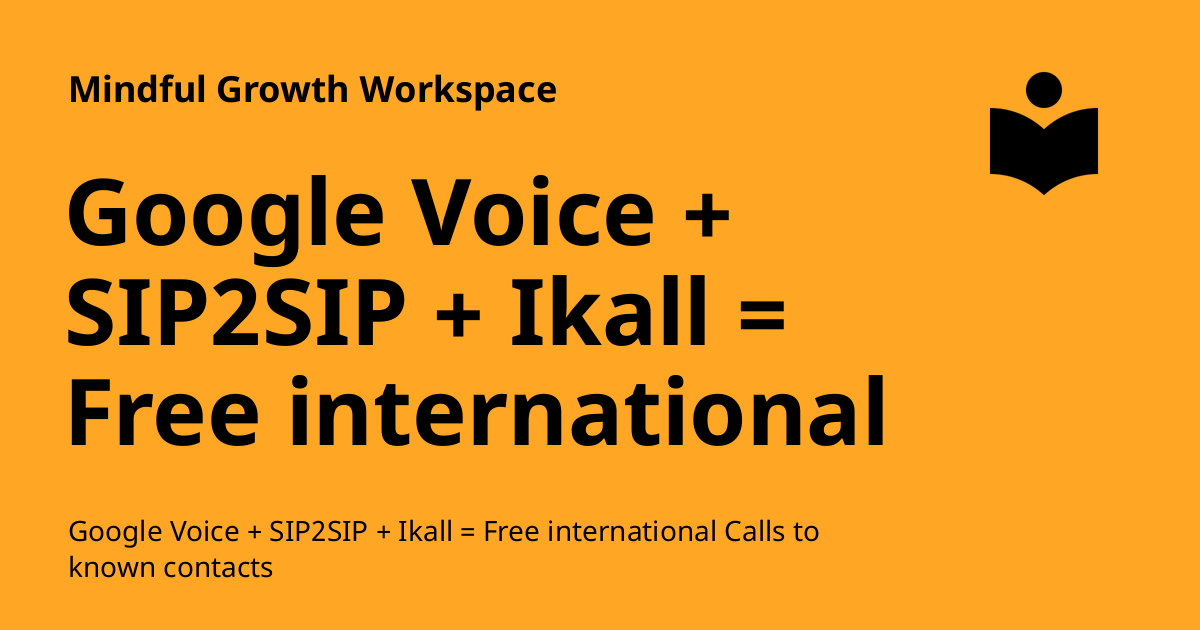 Mindful Growth Workspace
Google Voice +
SIP2SIP + Ikall =
Free international
Google Voice + SIP2SIP + Ikall = Free international Calls to
known contacts